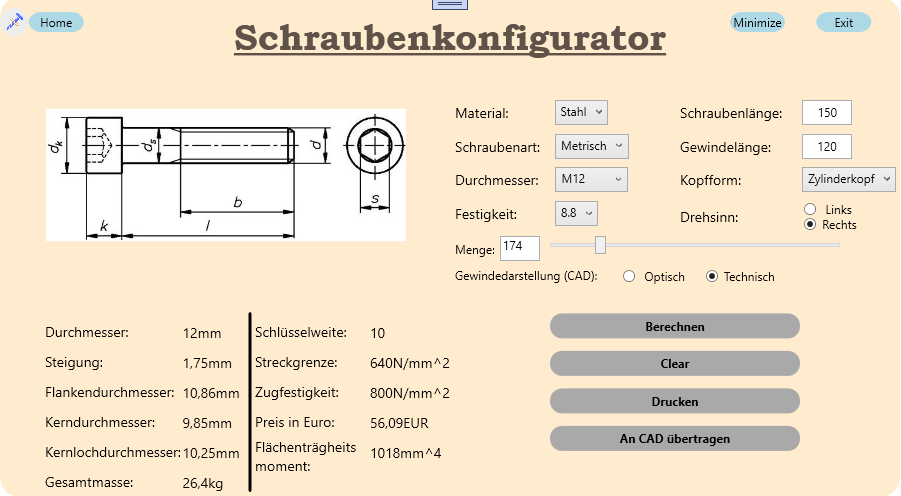 Home
Minimize
Exit
Schraubenkonfigurator
Material: Stahl
Schraubenlänge: 150
Schraubenart: Metrisch
Gewindelänge: 120
Durchmesser: M12
Kopfform: Zylinderkopf
Festigkeit: 8.8
Drehsinn: Links
Rechts
Menge: 174
Gewindedarstellung (CAD): Optisch Technisch
dk
ds
d
b
s
k
l
Durchmesser: 12mm
Steigung: 1,75mm
Flankendurchmesser: 10,86mm
Kerndurchmesser: 9,85mm
Kernlochdurchmesser: 10,25mm
Gesamtmasse: 26,4kg
Schlüsselweite: 10
Streckgrenze: 640N/mm^2
Zugfestigkeit: 800N/mm^2
Preis in Euro: 56,09EUR
Flächenträgheits
moment: 1018mm^4
Berechnen
Clear
Drucken
An CAD übertragen